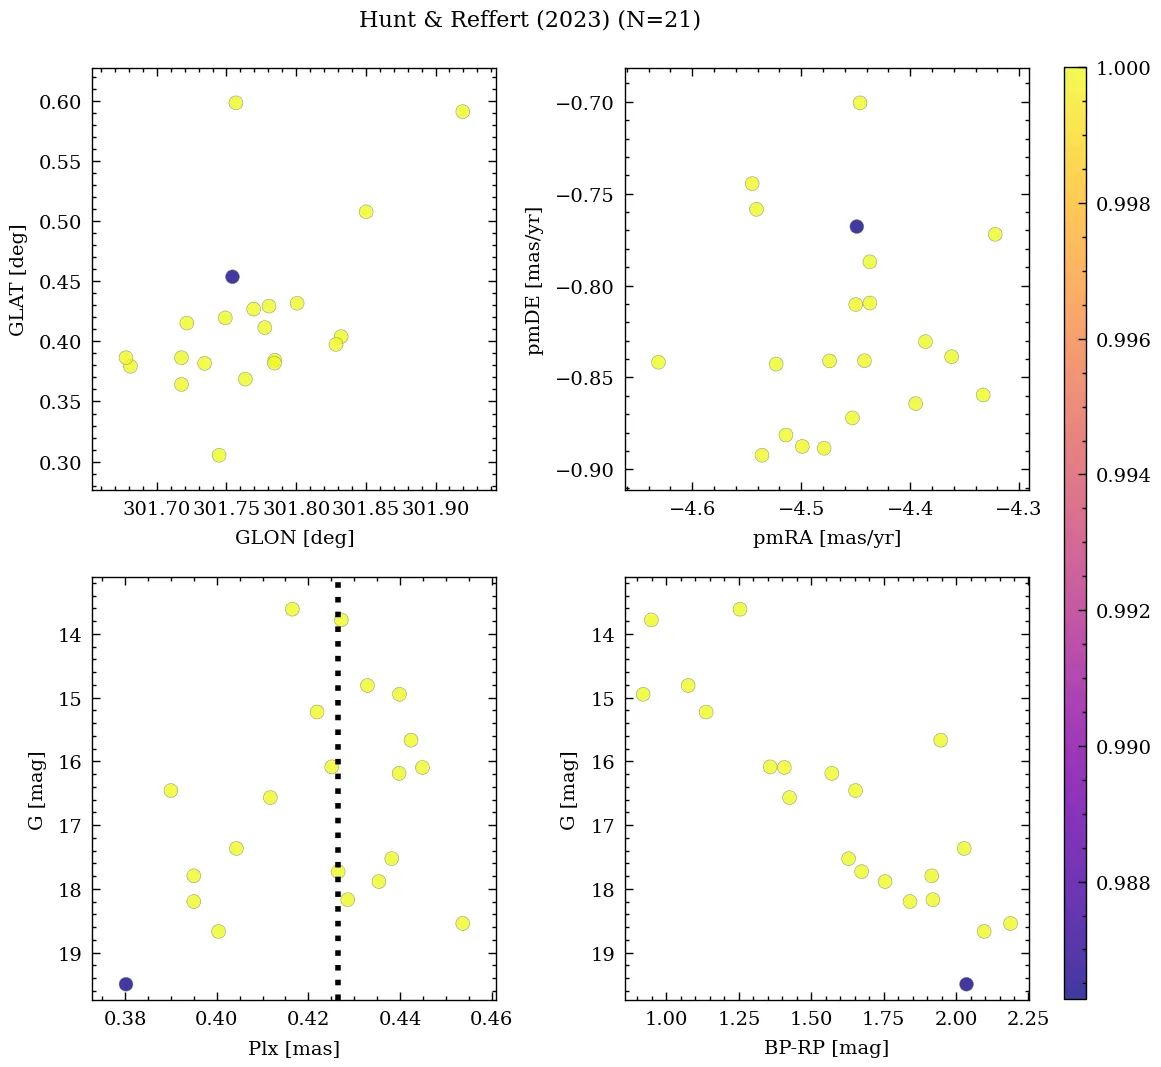 Hunt & Reffert (2023) (N=21)
0.60
0.55
0.50
0.45
0.40
0.35
0.30
GLAT [deg]
301.70 301.75 301.80 301.85 301.90
GLON [deg]
−0.70
−0.75
−0.80
−0.85
−0.90
pmDE [mas/yr]
−4.6 −4.5 −4.4 −4.3
pmRA [mas/yr]
1.000
0.998
0.996
0.994
0.992
0.990
0.988
14
15
16
17
18
19
G [mag]
0.38 0.40 0.42 0.44 0.46
Plx [mas]
14
15
16
17
18
19
G [mag]
1.00 1.25 1.50 1.75 2.00 2.25
BP-RP [mag]